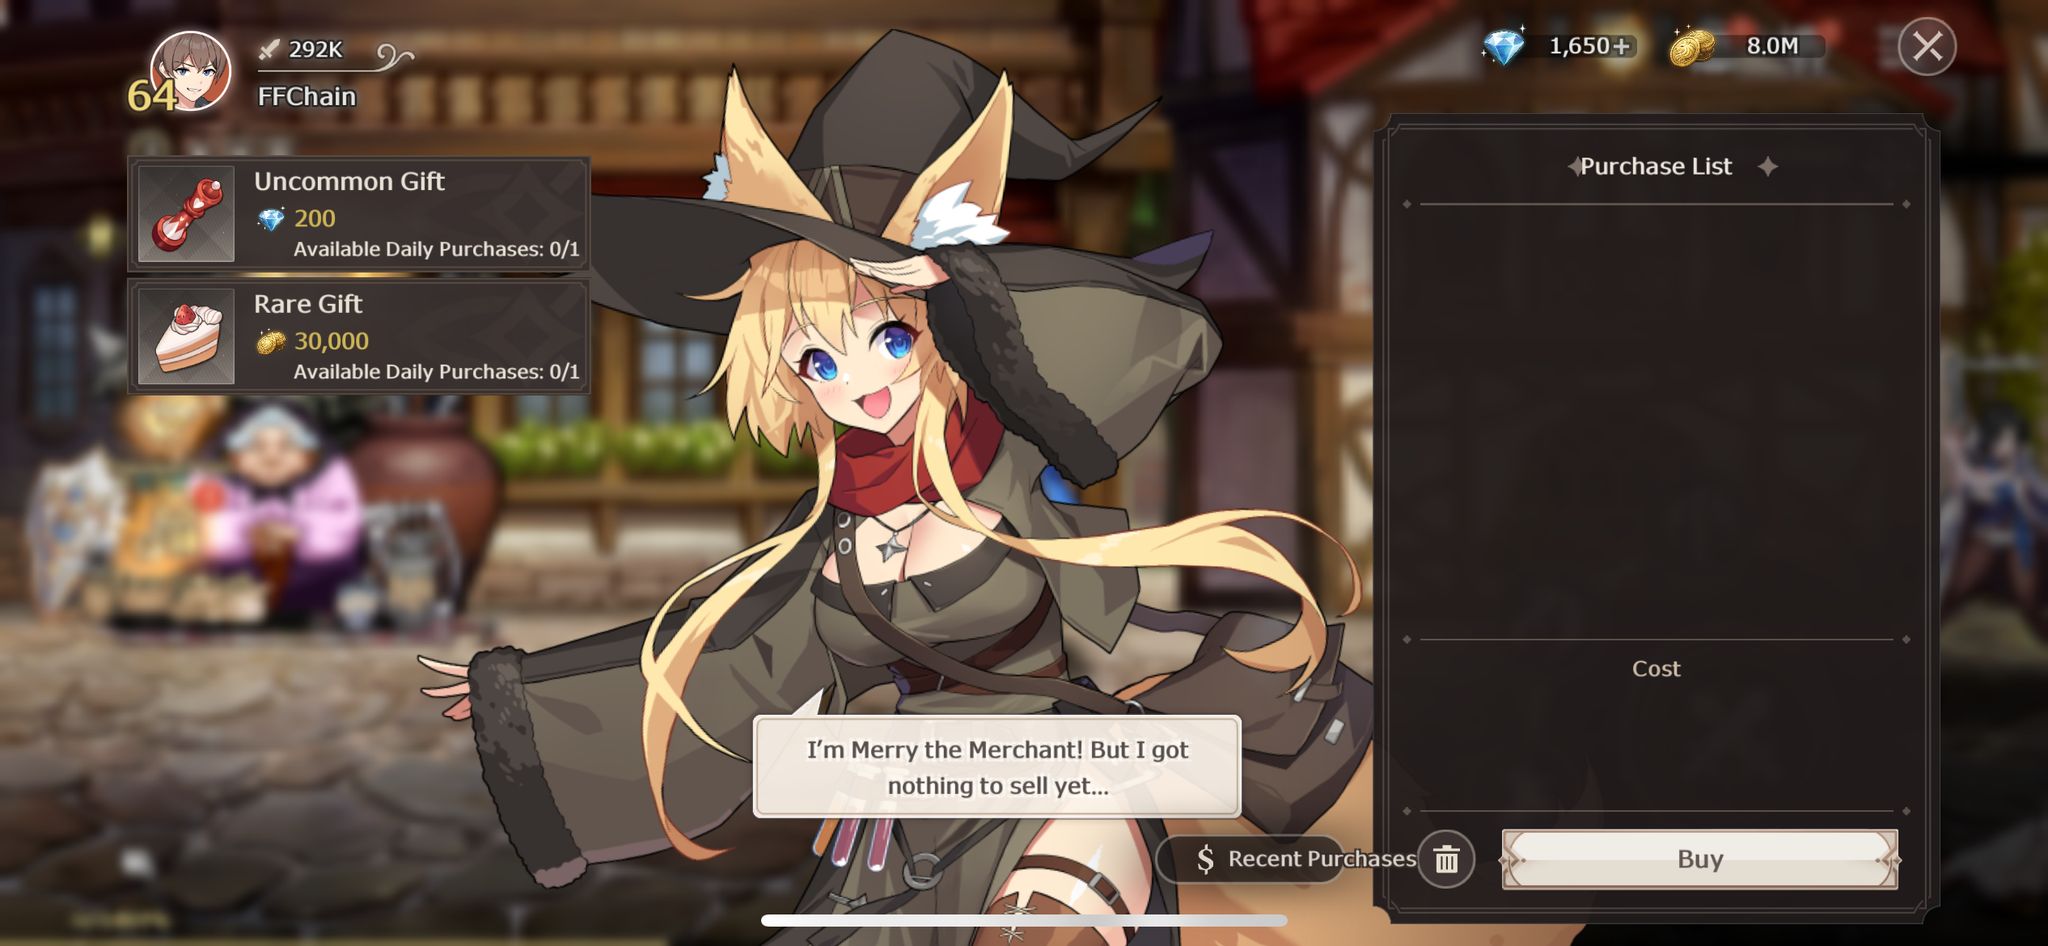 292K
64
FFChain
1,650+
8.0M
Uncommon Gift
200
Available Daily Purchases: 0/1
Rare Gift
30,000
Available Daily Purchases: 0/1
I'm Merry the Merchant! But I got
nothing to sell yet...
$ Recent Purchases
Purchase List
Cost
Buy